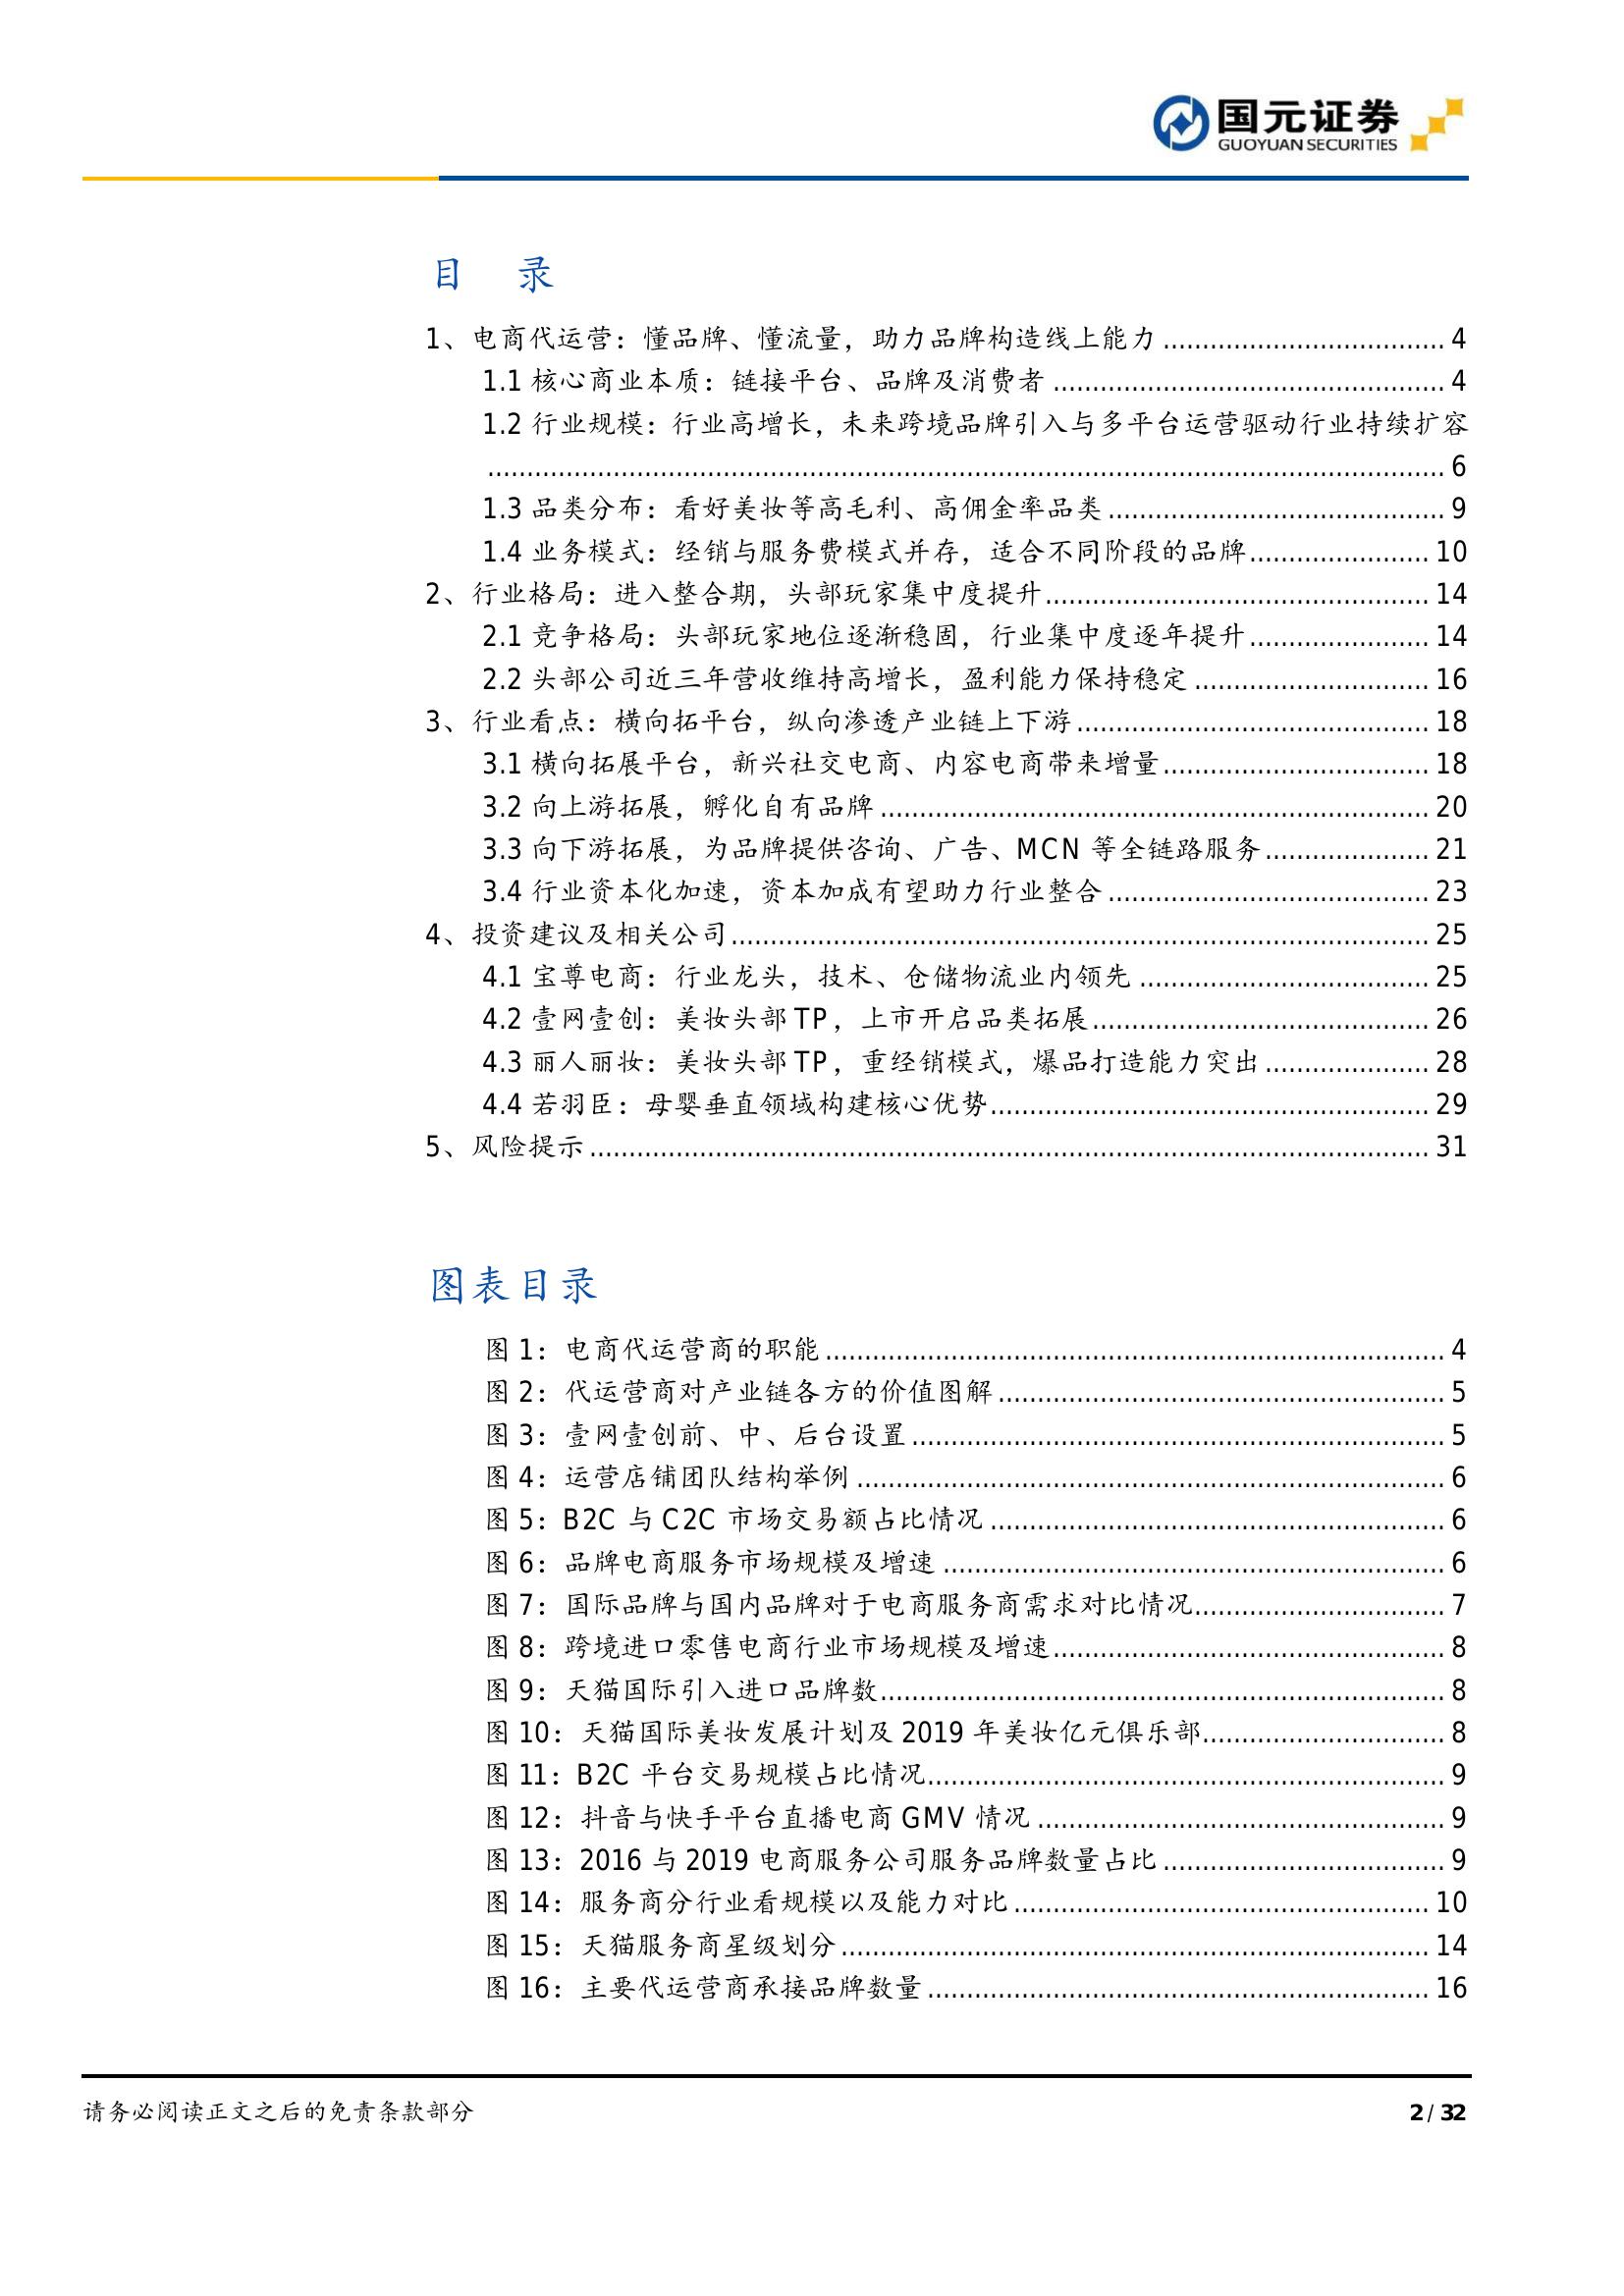 国元证券
GUOYUAN SECURITIES
目 录
1、电商代运营：懂品牌、懂流量，助力品牌构造线上能力 .................................... 4
1.1 核心商业本质：链接平台、品牌及消费者 .................................................. 4
1.2 行业规模：行业高增长，未来跨境品牌引入与多平台运营驱动行业持续扩容
.......................................................................................................................... 6
1.3 品类分布：看好美妆等高毛利、高佣金率品类 ........................................... 9
1.4 业务模式：经销与服务费模式并存，适合不同阶段的品牌....................... 10
2、行业格局：进入整合期，头部玩家集中度提升................................................. 14
2.1 竞争格局：头部玩家地位逐渐稳固，行业集中度逐年提升....................... 14
2.2 头部公司近三年营收维持高增长，盈利能力保持稳定 .............................. 16
3、行业看点：横向拓平台，纵向渗透产业链上下游 ............................................. 18
3.1 横向拓展平台，新兴社交电商、内容电商带来增量.................................. 18
3.2 向上游拓展，孵化自有品牌 ...................................................................... 20
3.3 向下游拓展，为品牌提供咨询、广告、MCN 等全链路服务..................... 21
3.4 行业资本化加速，资本加成有望助力行业整合 ......................................... 23
4、投资建议及相关公司......................................................................................... 25
4.1 宝尊电商：行业龙头，技术、仓储物流业内领先 ..................................... 25
4.2 壹网壹创：美妆头部 TP，上市开启品类拓展........................................... 26
4.3 丽人丽妆：美妆头部 TP，重经销模式，爆品打造能力突出 ..................... 28
4.4 若羽臣：母婴垂直领域构建核心优势........................................................ 29
5、风险提示 ........................................................................................................... 31
图表目录
图 1：电商代运营商的职能 ............................................................................... 4
图 2：代运营商对产业链各方的价值图解 ......................................................... 5
图 3：壹网壹创前、中、后台设置 .................................................................... 5
图 4：运营店铺团队结构举例 ........................................................................... 6
图 5：B2C 与 C2C 市场交易额占比情况 .......................................................... 6
图 6：品牌电商服务市场规模及增速 ................................................................ 6
图 7：国际品牌与国内品牌对于电商服务商需求对比情况................................ 7
图 8：跨境进口零售电商行业市场规模及增速.................................................. 8
图 9：天猫国际引入进口品牌数........................................................................ 8
图 10：天猫国际美妆发展计划及 2019 年美妆亿元俱乐部............................... 8
图 11：B2C 平台交易规模占比情况.................................................................. 9
图 12：抖音与快手平台直播电商 GMV 情况 .................................................... 9
图 13：2016 与 2019 电商服务公司服务品牌数量占比 .................................... 9
图 14：服务商分行业看规模以及能力对比 ..................................................... 10
图 15：天猫服务商星级划分 ........................................................................... 14
图 16：主要代运营商承接品牌数量 ................................................................ 16
请务必阅读正文之后的免责条款部分
2 / 32